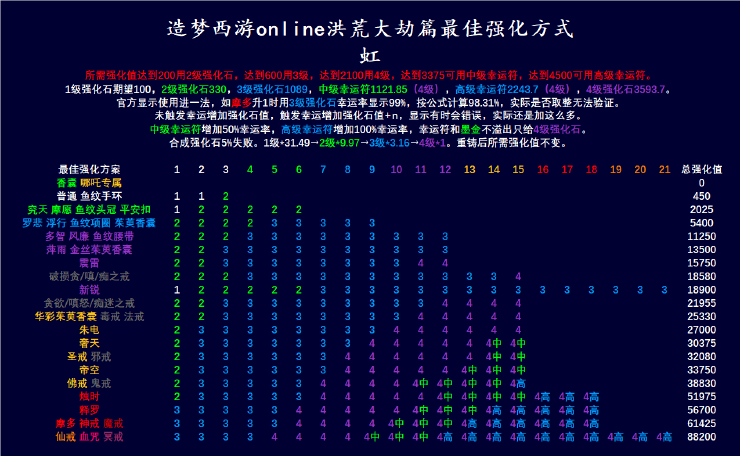 造梦西游online洪荒大劫篇最佳强化方式
虹
所需强化值达到200用2级强化石，达到600用3级，达到2100用4级，达到3375可用中级幸运符，达到4500可用高级幸运符。
1级强化石期望100，2级强化石330，3级强化石1089，中级幸运符1121.85（4级），高级幸运符2243.7（4级），4级强化石3593.7。
官方显示使用进一法，如摩多升1时用3级强化石幸运率显示99%，按公式计算98.31%，实际是否取整无法验证。
未触发幸运增加强化石值，触发幸运增加强化石值+n，显示有时会错误，实际还是加这么多。
中级幸运符增加50%幸运率，高级幸运符增加100%幸运率，幸运符和墨金不溢出只给4级强化石。
合成强化石5%失败。1级*31.49→2级*9.97→3级*3.16→4级*1。重铸后所需强化值不变。
最佳强化方案 1 2 3 4 5 6 7 8 9 10 11 12 13 14 15 16 17 18 19 20 21 总强化值
香囊 哪吒专属 0
普通 鱼纹手环 1 1 2 450
究天 摩愿 鱼纹头冠 平安扣 1 2 2 2 2 2 2025
罗悲 浮行 鱼纹项圈 茱萸香囊 2 2 2 2 3 3 3 3 3 5400
多智 风廉 鱼纹腰带 2 2 2 3 3 3 3 3 3 3 3 3 11250
萍雨 金丝茱萸香囊 2 2 2 3 3 3 3 3 3 3 3 3 13500
震雷 2 2 2 3 3 3 3 3 3 3 4 4 15750
破损贪/嗔/痴之戒 2 2 2 3 3 3 3 3 3 3 3 3 3 3 4 18580
新锐 1 2 2 3 3 3 3 3 3 3 3 3 3 3 3 3 3 3 3 3 3 18900
贪欲/嗔怒/痴迷之戒 2 2 3 3 3 3 3 3 3 3 3 4 4 4 4 21955
华彩茱萸香囊 毒戒 法戒 2 2 3 3 3 3 3 3 3 3 4 4 4 4 4 25330
朱电 2 2 3 3 3 3 3 3 3 4 4 4 4 4 4 27000
奢天 2 2 3 3 3 3 3 3 3 4 4 4 4 4中 4中 30375
圣戒 邪戒 2 3 3 3 3 3 3 4 4 4 4 4 4 4中 4中 32080
帝空 2 3 3 3 3 3 3 4 4 4 4 4 4中 4中 4中 33750
佛戒 鬼戒 2 3 3 3 3 3 4 4 4 4 4中 4中 4中 4中 4高 38830
烛时 2 3 3 3 3 3 4 4 4 4 4 4中 4中 4中 4中 4高 4高 4高 51975
释罗 3 3 3 3 3 3 4 4 4 4 4中 4中 4中 4高 4高 4高 4高 4高 56700
摩多 神戒 魔戒 3 3 3 3 3 4 4 4 4 4中 4中 4中 4高 4高 4高 4高 4高 4高 61425
仙戒 血咒 冥戒 3 3 3 3 4 4 4 4 4中 4中 4中 4高 4高 4高 4高 4高 4高 4高 4高 4高 4高 88200